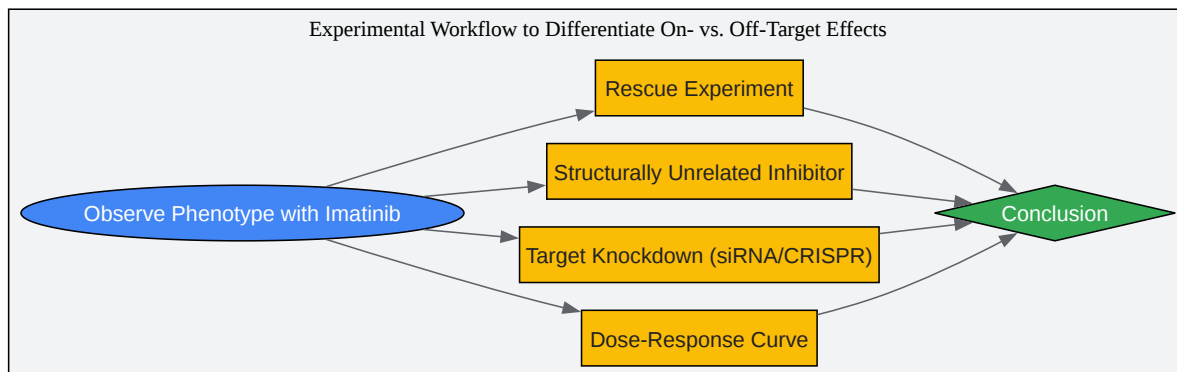 Experimental Workflow to Differentiate On- vs. Off-Target Effects
Rescue Experiment
Structurally Unrelated Inhibitor
Observe Phenotype with Imatinib
Conclusion
Target Knockdown (siRNA/CRISPR)
Dose-Response Curve